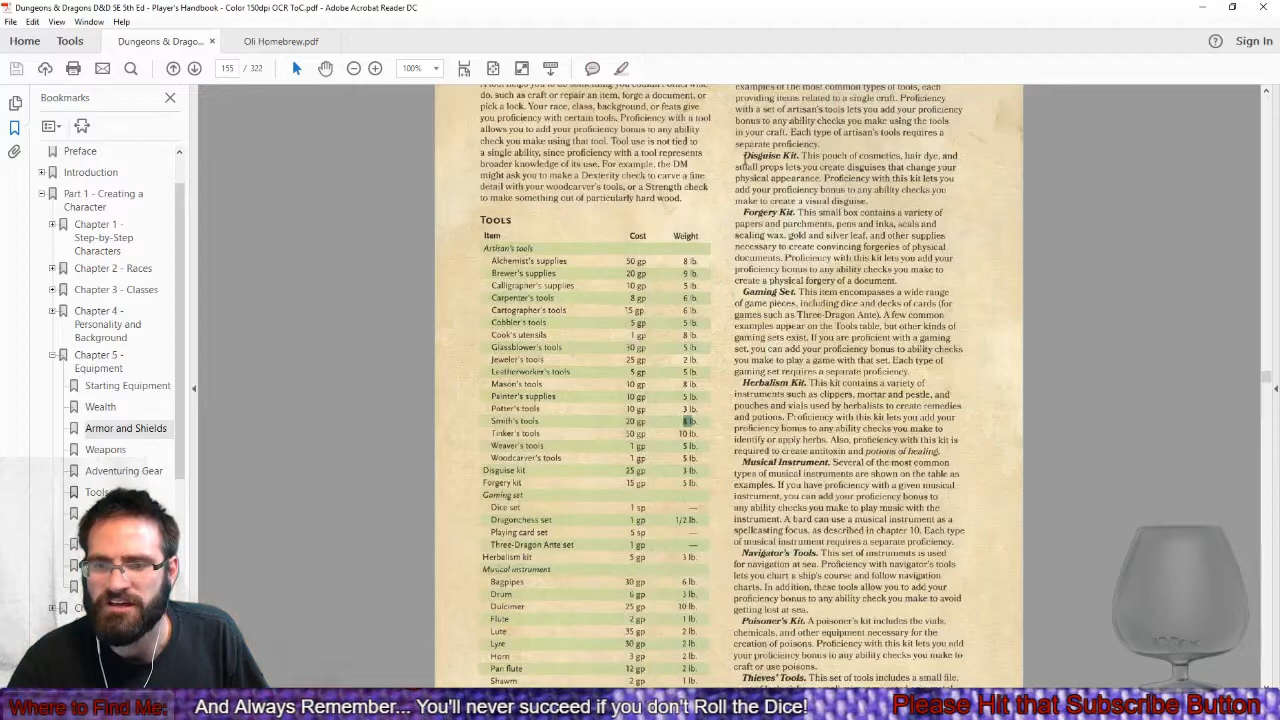 Dungeons & Dragons D&D 5E 5th Ed - Player's Handbook - Color 150dpi OCR ToC.pdf - Adobe Acrobat Reader DC
File Edit View Window Help
Home Tools Dungeons & Drago... × Oli Homebrew.pdf Sign In
155 / 322 100%
Bookmarks
Preface
Introduction
Part 1 - Creating a
Character
Chapter 1 -
Step-by-Step
Characters
Chapter 2 - Races
Chapter 3 - Classes
Chapter 4 -
Personality and
Background
Chapter 5 -
Equipment
Starting Equipment
Wealth
Armor and Shields
Weapons
Adventuring Gear
Tools
do, such as craft or repair an item, forge a document, or
pick a lock. Your race, class, background, or feats give
you proficiency with certain tools. Proficiency with a tool
allows you to add your proficiency bonus to any ability
check you make using that tool. Tool use is not tied to
a single ability, since proficiency with a tool represents
broader knowledge of its use. For example, the DM
might ask you to make a Dexterity check to carve a fine
detail with your woodcarver's tools, or a Strength check
to make something out of particularly hard wood.
Tools
Item Cost Weight
Artisan's tools
Alchemist's supplies 50 gp 8 lb.
Brewer's supplies 20 gp 9 lb.
Calligrapher's supplies 10 gp 5 lb.
Carpenter's tools 8 gp 6 lb.
Cartographer's tools 15 gp 6 lb.
Cobbler's tools 5 gp 5 lb.
Cook's utensils 1 gp 8 lb.
Glassblower's tools 30 gp 5 lb.
Jeweler's tools 25 gp 2 lb.
Leatherworker's tools 5 gp 5 lb.
Mason's tools 10 gp 8 lb.
Painter's supplies 10 gp 5 lb.
Potter's tools 10 gp 3 lb.
Smith's tools 20 gp 8 lb.
Tinker's tools 50 gp 10 lb.
Weaver's tools 1 gp 5 lb.
Woodcarver's tools 1 gp 5 lb.
Disguise kit 25 gp 3 lb.
Forgery kit 15 gp 5 lb.
Gaming set
Dice set 1 sp —
Dragonchess set 1 gp 1/2 lb.
Playing card set 5 sp —
Three-Dragon Ante set 1 gp —
Herbalism kit 5 gp 3 lb.
Musical instrument
Bagpipes 30 gp 6 lb.
Drum 6 gp 3 lb.
Dulcimer 25 gp 10 lb.
Flute 2 gp 1 lb.
Lute 35 gp 2 lb.
Lyre 30 gp 2 lb.
Horn 3 gp 2 lb.
Pan flute 12 gp 2 lb.
Shawm 2 gp 1 lb.
examples of the most common types of tools, each
providing items related to a single craft. Proficiency
with a set of artisan's tools lets you add your proficiency
bonus to any ability checks you make using the tools
in your craft. Each type of artisan's tools requires a
separate proficiency.
Disguise Kit. This pouch of cosmetics, hair dye, and
small props lets you create disguises that change your
physical appearance. Proficiency with this kit lets you
add your proficiency bonus to any ability checks you
make to create a visual disguise.
Forgery Kit. This small box contains a variety of
papers and parchments, pens and inks, seals and
sealing wax, gold and silver leaf, and other supplies
necessary to create convincing forgeries of physical
documents. Proficiency with this kit lets you add your
proficiency bonus to any ability checks you make to
create a physical forgery of a document.
Gaming Set. This item encompasses a wide range
of game pieces, including dice and decks of cards (for
games such as Three-Dragon Ante). A few common
examples appear on the Tools table, but other kinds of
gaming sets exist. If you are proficient with a gaming
set, you can add your proficiency bonus to ability checks
you make to play a game with that set. Each type of
gaming set requires a separate proficiency.
Herbalism Kit. This kit contains a variety of
instruments such as clippers, mortar and pestle, and
pouches and vials used by herbalists to create remedies
and potions. Proficiency with this kit lets you add your
proficiency bonus to any ability checks you make to
identify or apply herbs. Also, proficiency with this kit is
required to create antitoxin and potions of healing.
Musical Instrument. Several of the most common
types of musical instruments are shown on the table as
examples. If you have proficiency with a given musical
instrument, you can add your proficiency bonus to
any ability checks you make to play music with the
instrument. A bard can use a musical instrument as a
spellcasting focus, as described in chapter 10. Each type
of musical instrument requires a separate proficiency.
Navigator's Tools. This set of instruments is used
for navigation at sea. Proficiency with navigator's tools
lets you chart a ship's course and follow navigation
charts. In addition, these tools allow you to add your
proficiency bonus to any ability check you make to avoid
getting lost at sea.
Poisoner's Kit. A poisoner's kit includes the vials,
chemicals, and other equipment necessary for the
creation of poisons. Proficiency with this kit lets you add
your proficiency bonus to any ability checks you make to
craft or use poisons.
Thieves' Tools. This set of tools includes a small file,
Where to Find Me: And Always Remember... You'll never succeed if you don't Roll the Dice! Please Hit that Subscribe Button